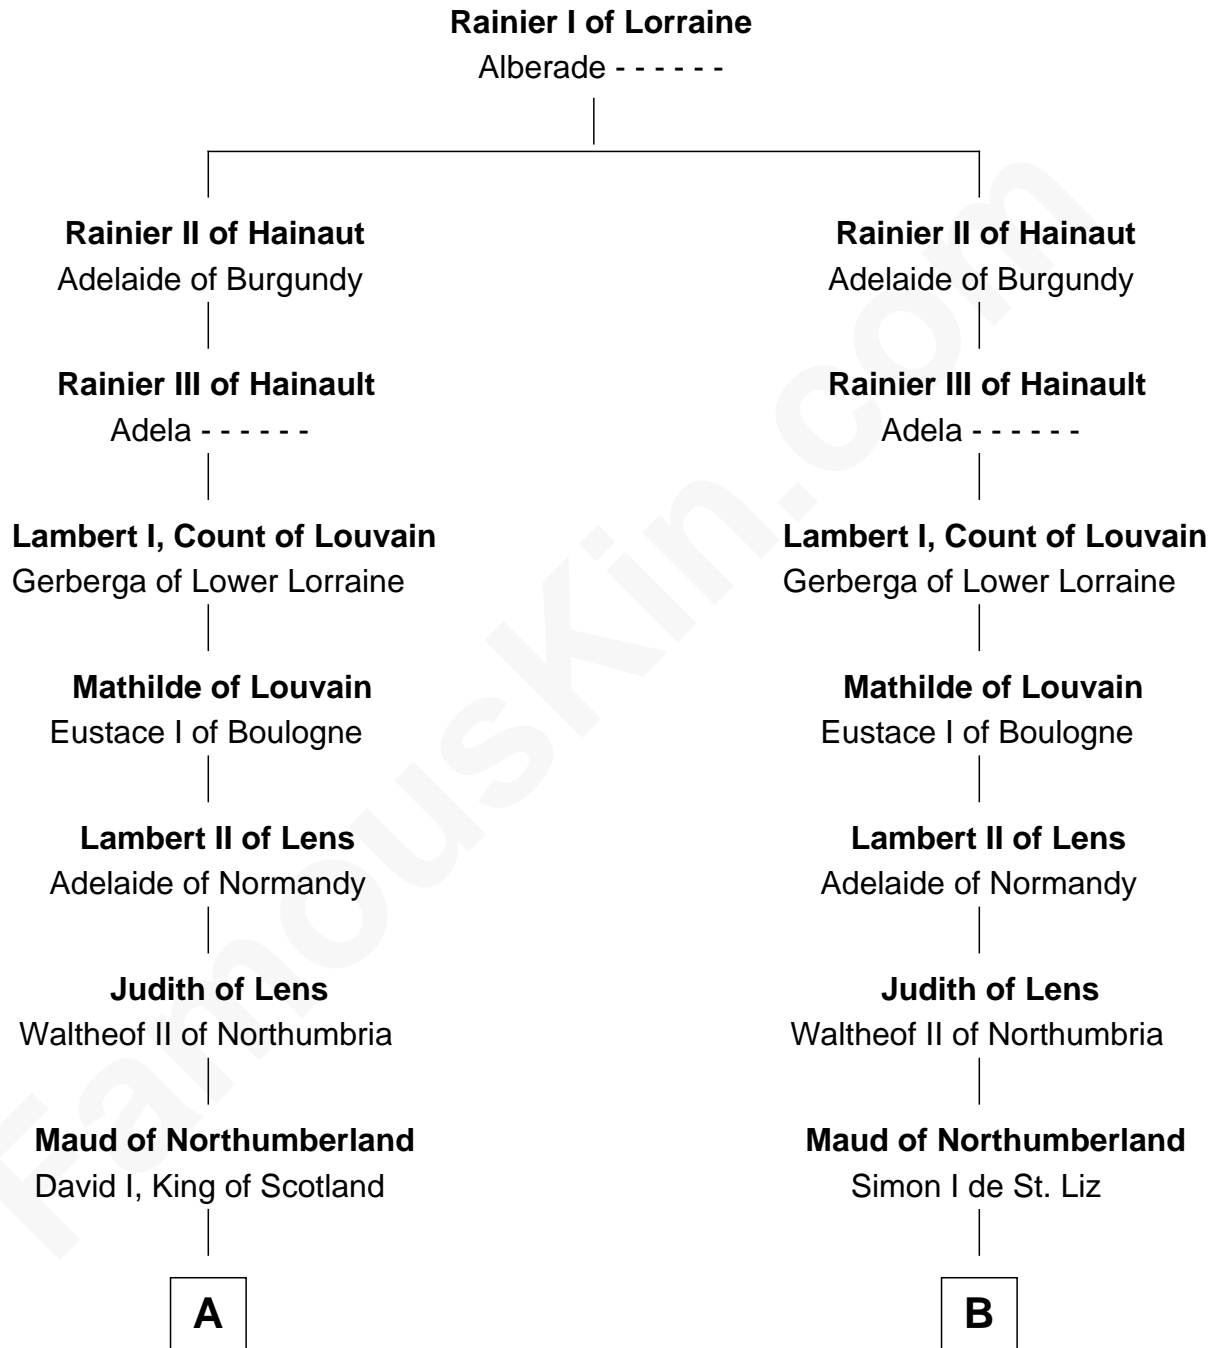 Rainier I of Lorraine
Alberade - - - - - -
Rainier II of Hainaut
Adelaide of Burgundy
Rainier III of Hainault
Adela - - - - - -
Lambert I, Count of Louvain
Gerberga of Lower Lorraine
Mathilde of Louvain
Eustace I of Boulogne
Lambert II of Lens
Adelaide of Normandy
Judith of Lens
Waltheof II of Northumbria
Maud of Northumberland
David I, King of Scotland
A
Rainier II of Hainaut
Adelaide of Burgundy
Rainier III of Hainault
Adela - - - - - -
Lambert I, Count of Louvain
Gerberga of Lower Lorraine
Mathilde of Louvain
Eustace I of Boulogne
Lambert II of Lens
Adelaide of Normandy
Judith of Lens
Waltheof II of Northumbria
Maud of Northumberland
Simon I de St. Liz
B
FamousKin.com